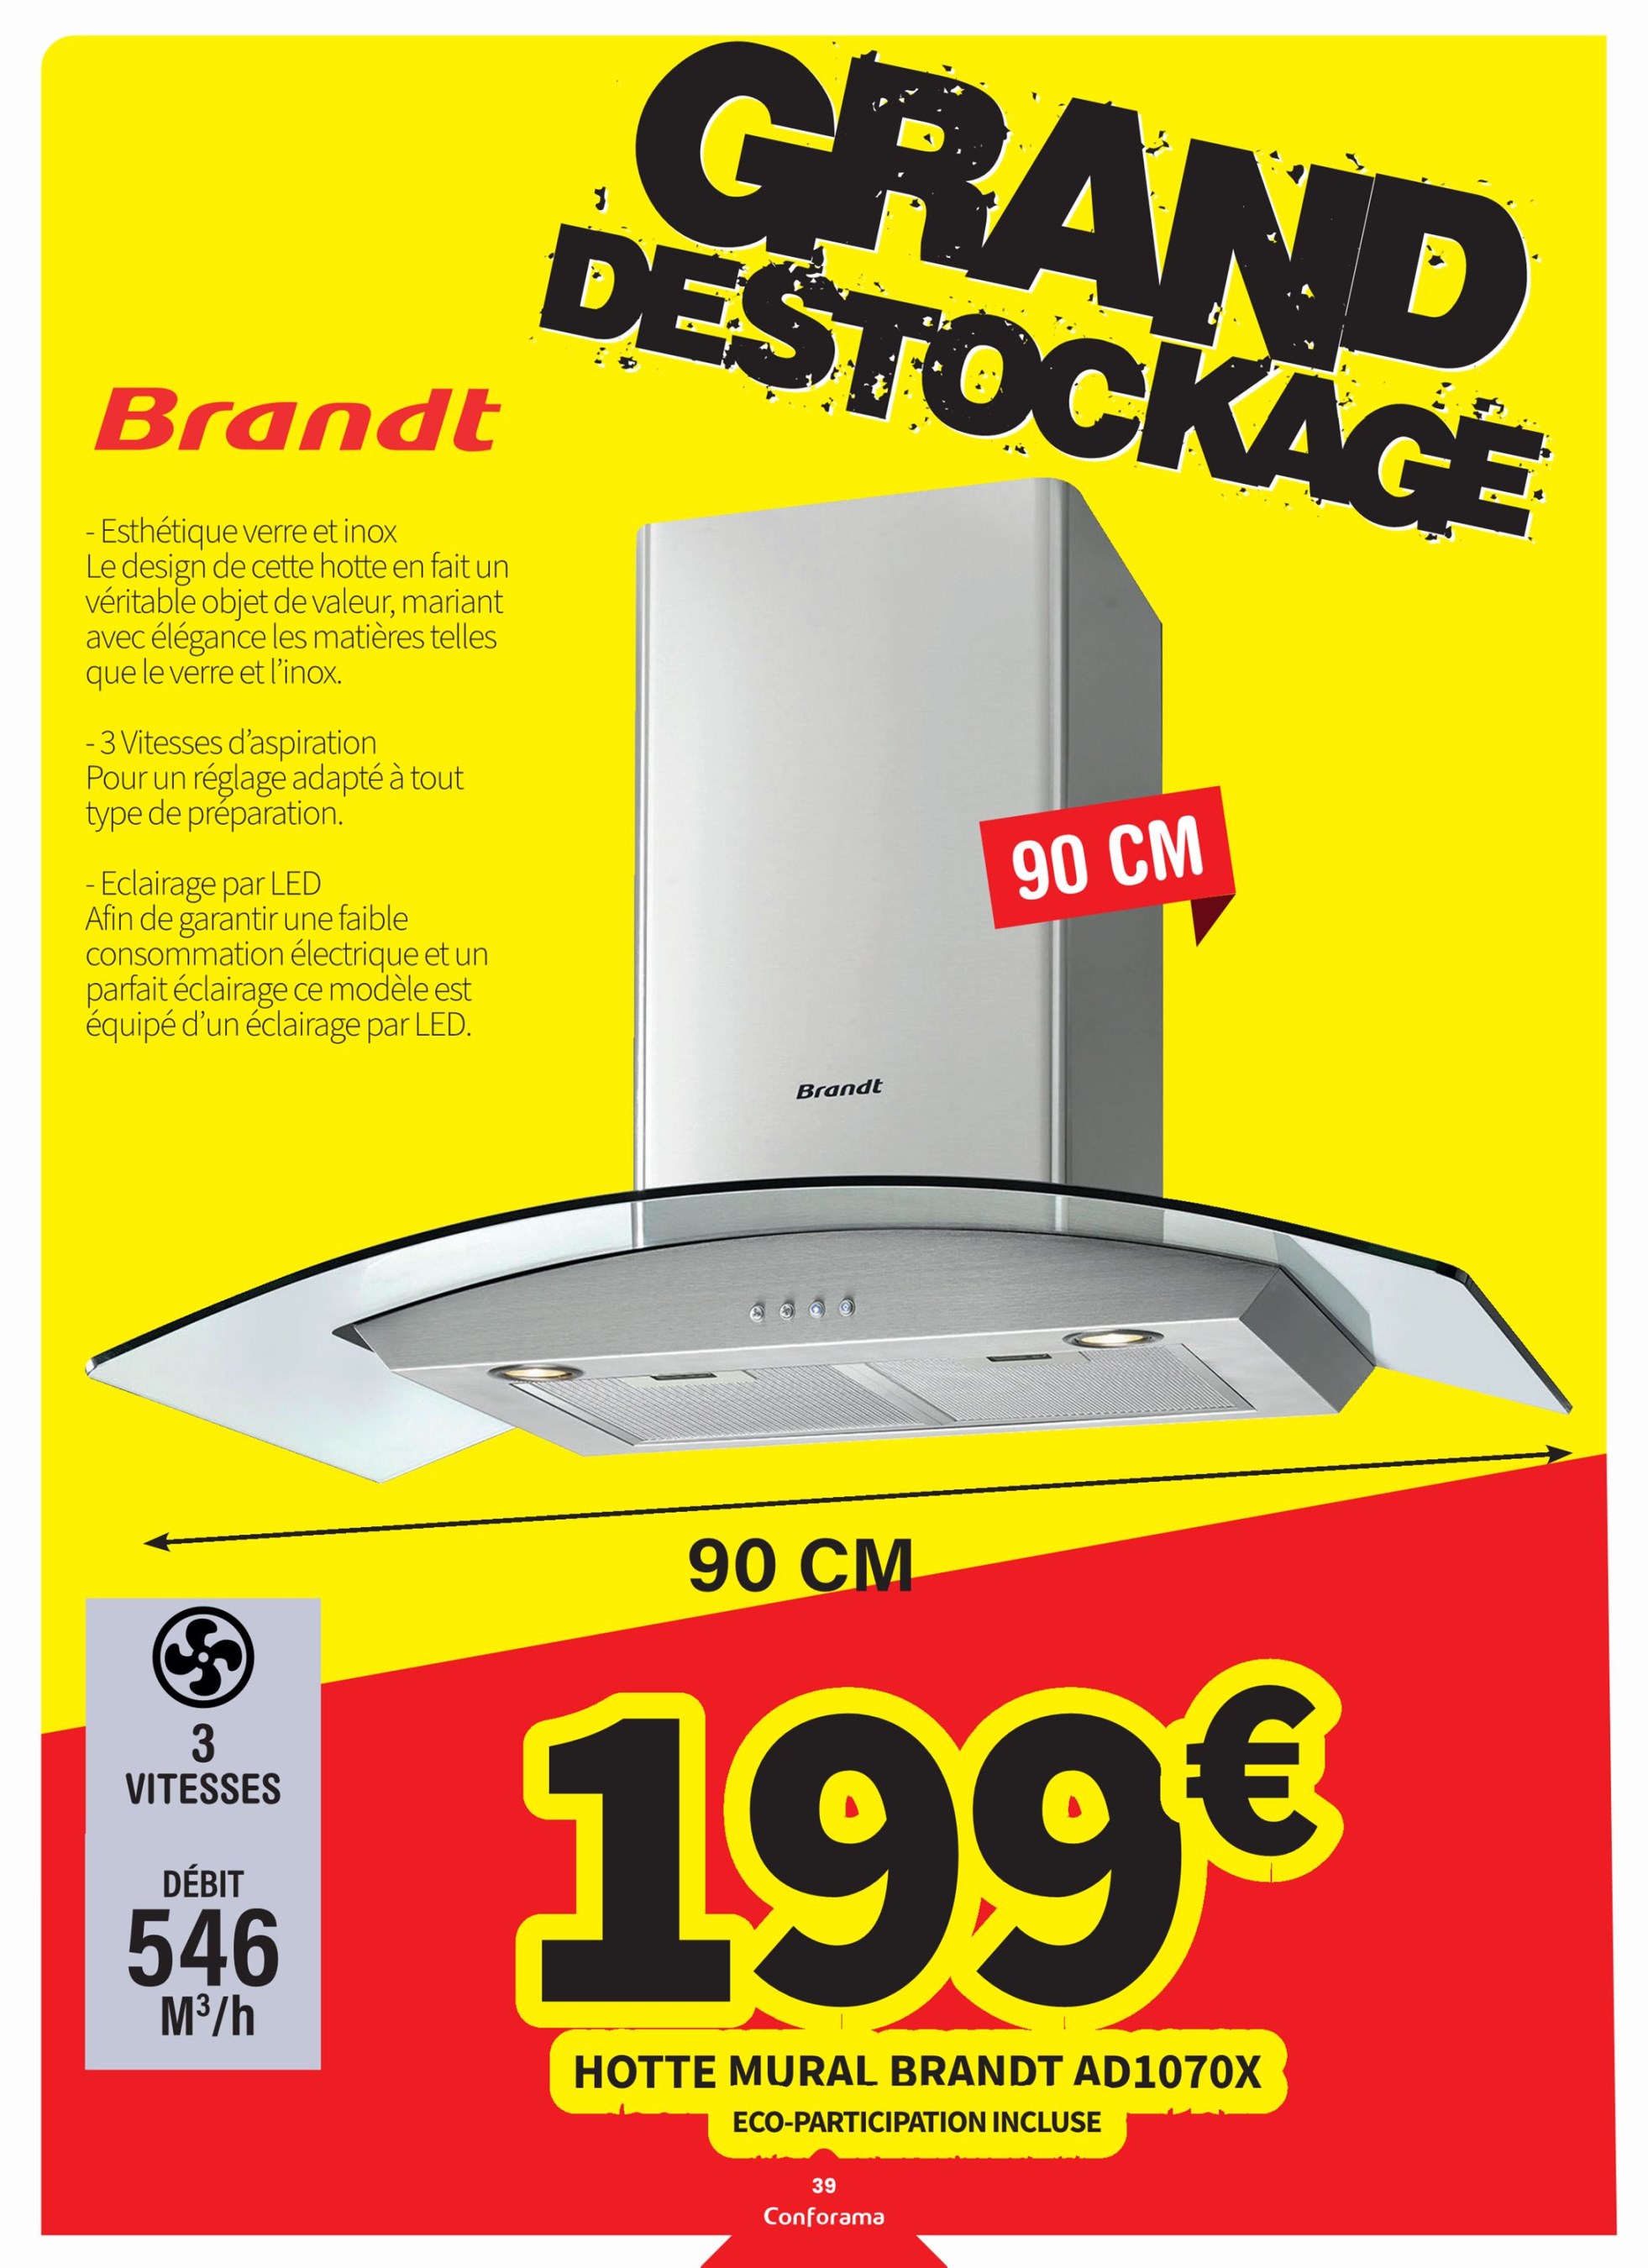 GRAND
DESTOCKAGE
Brandt
- Esthétique verre et inox
Le design de cette hotte en fait un
véritable objet de valeur, mariant
avec élégance les matières telles
que le verre et l'inox.
- 3 Vitesses d'aspiration
Pour un réglage adapté à tout
type de préparation.
- Eclairage par LED
Afin de garantir une faible
consommation électrique et un
parfait éclairage ce modèle est
équipé d'un éclairage par LED.
90 CM
Brandt
90 CM
3
VITESSES
DÉBIT
546
M³/h
199€
HOTTE MURAL BRANDT AD1070X
ECO-PARTICIPATION INCLUSE
39
Conforama